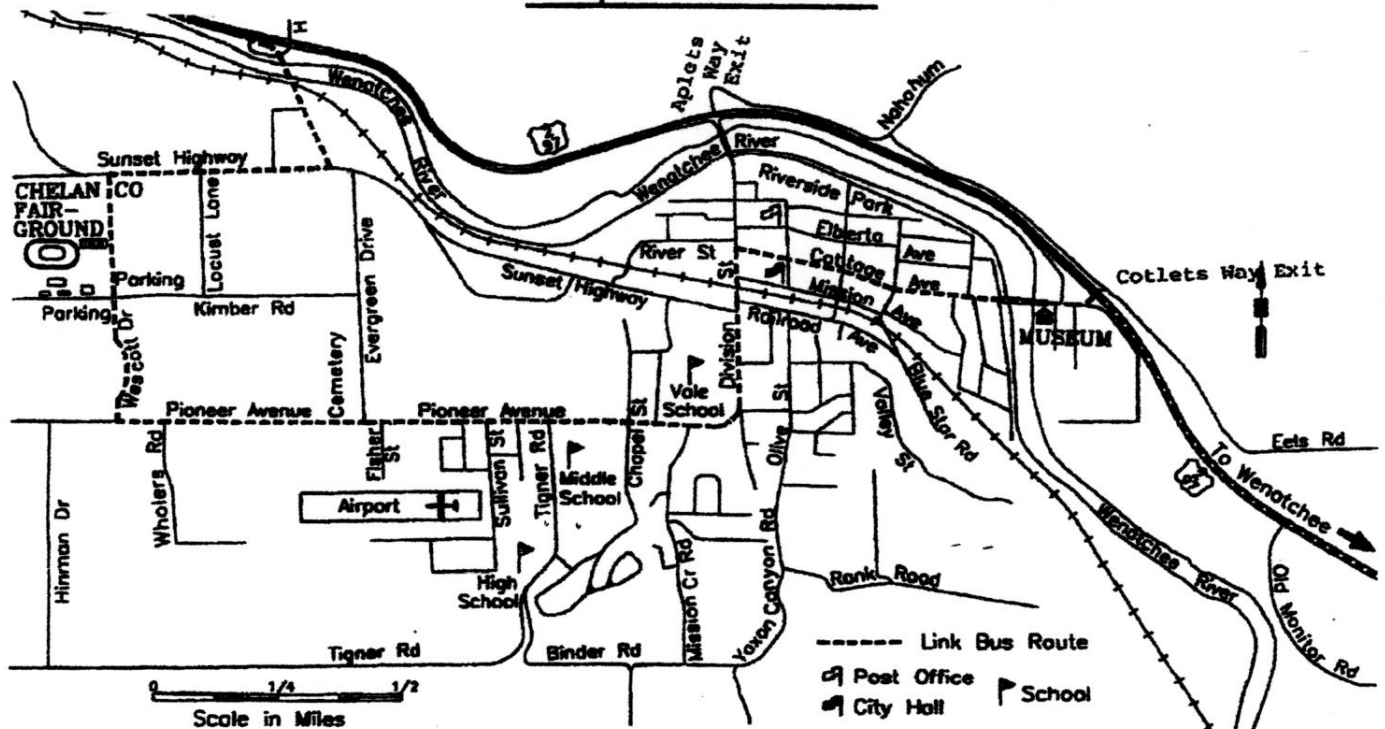 H
Aplets
Way
Exit
Nahahum
Wenatchee
River
2
97
Sunset Highway
CHELAN CO
FAIR-
GROUND
Locust Lane
Evergreen Drive
Wenatchee River
Riverside Park
Elberta Ave
Cottage Ave
Mission Ave
River St
Sunset Highway
Railroad Ave
Cotlets Way Exit
MUSEUM
Parking
Parking
Kimber Rd
Wescott Dr
Cemetery
Division St
Vale
School
Blue Star Rd
Valley St
Pioneer Avenue
Pioneer Avenue
Chapel St
Olive St
Eels Rd
To Wenatchee
97
Hinman Dr
Wholers Rd
Fisher
St
Airport
Sullivan St
Tigner Rd
Middle
School
High
School
Mission Cr Rd
Yaxon Canyon Rd
Rank Road
Wenatchee River
Old Monitor Rd
Tigner Rd
Binder Rd
Link Bus Route
Post Office
City Hall
School
0 1/4 1/2
Scale in Miles